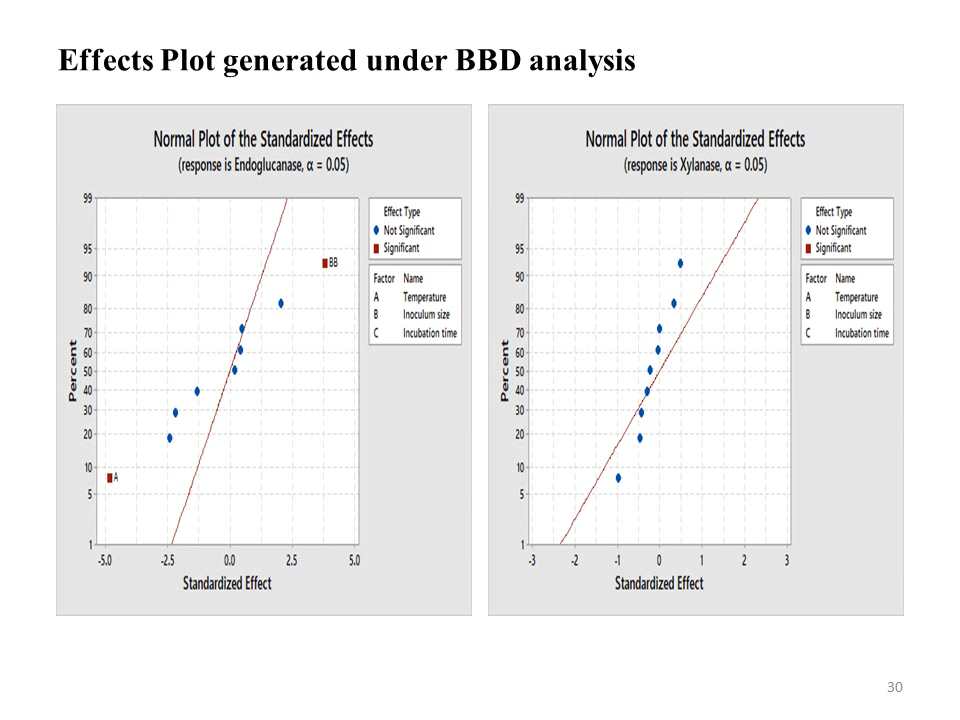 Effects Plot generated under BBD analysis
Normal Plot of the Standardized Effects
(response is Endoglucanase, α = 0.05)
99
95
90
80
70
60
50
40
30
20
10
5
1
Percent
-5.0 -2.5 0.0 2.5 5.0
Standardized Effect
BB
A
Effect Type
Not Significant
Significant
Factor Name
A Temperature
B Inoculum size
C Incubation time
Normal Plot of the Standardized Effects
(response is Xylanase, α = 0.05)
99
95
90
80
70
60
50
40
30
20
10
5
1
Percent
-3 -2 -1 0 1 2 3
Standardized Effect
Effect Type
Not Significant
Significant
Factor Name
A Temperature
B Inoculum size
C Incubation time
30